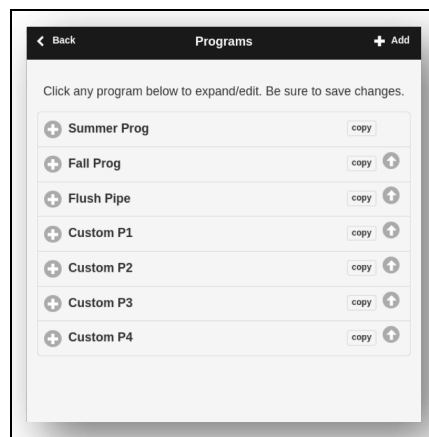 Back Programs Add
Click any program below to expand/edit. Be sure to save changes.
Summer Prog copy
Fall Prog copy
Flush Pipe copy
Custom P1 copy
Custom P2 copy
Custom P3 copy
Custom P4 copy